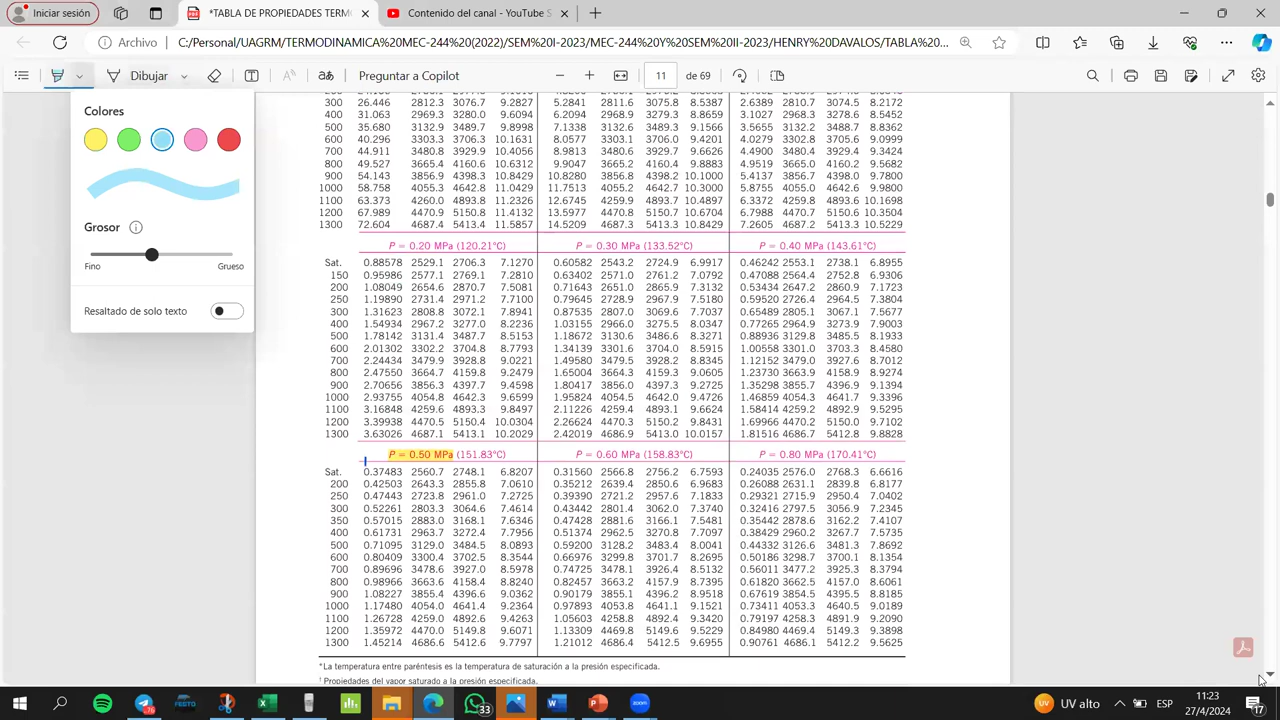 Iniciar sesión
*TABLA DE PROPIEDADES TERM
Contenido del canal - YouTube S
Archivo
C:/Personal/UAGRM/TERMODINAMICA%20MEC-244%20(2022)/SEM%20I-2023/MEC-244%20Y%20SEM%20II-2023/HENRY%20DAVALOS/TABLA%20...
Dibujar
Preguntar a Copilot
11 de 69
Colores
Grosor
Fino Grueso
Resaltado de solo texto
300 26.446 2812.3 3076.7 9.2827 5.2841 2811.6 3075.8 8.5387 2.6389 2810.7 3074.5 8.2172
400 31.063 2969.3 3280.0 9.6094 6.2094 2968.9 3279.3 8.8659 3.1027 2968.3 3278.6 8.5452
500 35.680 3132.9 3489.7 9.8998 7.1338 3132.6 3489.3 9.1566 3.5655 3132.2 3488.7 8.8362
600 40.296 3303.3 3706.3 10.1631 8.0577 3303.1 3706.0 9.4201 4.0279 3302.8 3705.6 9.0999
700 44.911 3480.8 3929.9 10.4056 8.9813 3480.6 3929.7 9.6626 4.4900 3480.4 3929.4 9.3424
800 49.527 3665.4 4160.6 10.6312 9.9047 3665.2 4160.4 9.8883 4.9519 3665.0 4160.2 9.5682
900 54.143 3856.9 4398.3 10.8429 10.8280 3856.8 4398.2 10.1000 5.4137 3856.7 4398.0 9.7800
1000 58.758 4055.3 4642.8 11.0429 11.7513 4055.2 4642.7 10.3000 5.8755 4055.0 4642.6 9.9800
1100 63.373 4260.0 4893.8 11.2326 12.6745 4259.9 4893.7 10.4897 6.3372 4259.8 4893.6 10.1698
1200 67.989 4470.9 5150.8 11.4132 13.5977 4470.8 5150.7 10.6704 6.7988 4470.7 5150.6 10.3504
1300 72.604 4687.4 5413.4 11.5857 14.5209 4687.3 5413.4 10.8429 7.2605 4687.2 5413.3 10.5229
P = 0.20 MPa (120.21°C) P = 0.30 MPa (133.52°C) P = 0.40 MPa (143.61°C)
Sat. 0.88578 2529.1 2706.3 7.1270 0.60582 2543.2 2724.9 6.9917 0.46242 2553.1 2738.1 6.8955
150 0.95986 2577.1 2769.1 7.2810 0.63402 2571.0 2761.2 7.0792 0.47088 2564.4 2752.8 6.9306
200 1.08049 2654.6 2870.7 7.5081 0.71643 2651.0 2865.9 7.3132 0.53434 2647.2 2860.9 7.1723
250 1.19890 2731.4 2971.2 7.7100 0.79645 2728.9 2967.9 7.5180 0.59520 2726.4 2964.5 7.3804
300 1.31623 2808.8 3072.1 7.8941 0.87535 2807.0 3069.6 7.7037 0.65489 2805.1 3067.1 7.5677
400 1.54934 2967.2 3277.0 8.2236 1.03155 2966.0 3275.5 8.0347 0.77265 2964.9 3273.9 7.9003
500 1.78142 3131.4 3487.7 8.5153 1.18672 3130.6 3486.6 8.3271 0.88936 3129.8 3485.5 8.1933
600 2.01302 3302.2 3704.8 8.7793 1.34139 3301.6 3704.0 8.5915 1.00558 3301.0 3703.3 8.4580
700 2.24434 3479.9 3928.8 9.0221 1.49580 3479.5 3928.2 8.8345 1.12152 3479.0 3927.6 8.7012
800 2.47550 3664.7 4159.8 9.2479 1.65004 3664.3 4159.3 9.0605 1.23730 3663.9 4158.9 8.9274
900 2.70656 3856.3 4397.7 9.4598 1.80417 3856.0 4397.3 9.2725 1.35298 3855.7 4396.9 9.1394
1000 2.93755 4054.8 4642.3 9.6599 1.95824 4054.5 4642.0 9.4726 1.46859 4054.3 4641.7 9.3396
1100 3.16848 4259.6 4893.3 9.8497 2.11226 4259.4 4893.1 9.6624 1.58414 4259.2 4892.9 9.5295
1200 3.39938 4470.5 5150.4 10.0304 2.26624 4470.3 5150.2 9.8431 1.69966 4470.2 5150.0 9.7102
1300 3.63026 4687.1 5413.1 10.2029 2.42019 4686.9 5413.0 10.0157 1.81516 4686.7 5412.8 9.8828
P = 0.50 MPa (151.83°C) P = 0.60 MPa (158.83°C) P = 0.80 MPa (170.41°C)
Sat. 0.37483 2560.7 2748.1 6.8207 0.31560 2566.8 2756.2 6.7593 0.24035 2576.0 2768.3 6.6616
200 0.42503 2643.3 2855.8 7.0610 0.35212 2639.4 2850.6 6.9683 0.26088 2631.1 2839.8 6.8177
250 0.47443 2723.8 2961.0 7.2725 0.39390 2721.2 2957.6 7.1833 0.29321 2715.9 2950.4 7.0402
300 0.52261 2803.3 3064.6 7.4614 0.43442 2801.4 3062.0 7.3740 0.32416 2797.5 3056.9 7.2345
350 0.57015 2883.0 3168.1 7.6346 0.47428 2881.6 3166.1 7.5481 0.35442 2878.6 3162.2 7.4107
400 0.61731 2963.7 3272.4 7.7956 0.51374 2962.5 3270.8 7.7097 0.38429 2960.2 3267.7 7.5735
500 0.71095 3129.0 3484.5 8.0893 0.59200 3128.2 3483.4 8.0041 0.44332 3126.6 3481.3 7.8692
600 0.80409 3300.4 3702.5 8.3544 0.66976 3299.8 3701.7 8.2695 0.50186 3298.7 3700.1 8.1354
700 0.89696 3478.6 3927.0 8.5978 0.74725 3478.1 3926.4 8.5132 0.56011 3477.2 3925.3 8.3794
800 0.98966 3663.6 4158.4 8.8240 0.82457 3663.2 4157.9 8.7395 0.61820 3662.5 4157.0 8.6061
900 1.08227 3855.4 4396.6 9.0362 0.90179 3855.1 4396.2 8.9518 0.67619 3854.5 4395.5 8.8185
1000 1.17480 4054.0 4641.4 9.2364 0.97893 4053.8 4641.1 9.1521 0.73411 4053.3 4640.5 9.0189
1100 1.26728 4259.0 4892.6 9.4263 1.05603 4258.8 4892.4 9.3420 0.79197 4258.3 4891.9 9.2090
1200 1.35972 4470.0 5149.8 9.6071 1.13309 4469.8 5149.6 9.5229 0.84980 4469.4 5149.3 9.3898
1300 1.45214 4686.6 5412.6 9.7797 1.21012 4686.4 5412.5 9.6955 0.90761 4686.1 5412.2 9.5625
*La temperatura entre paréntesis es la temperatura de saturación a la presión especificada.
† Propiedades del vapor saturado a la presión especificada.
FESTO
33
zoom
UV alto
ESP
11:23
27/4/2024
17